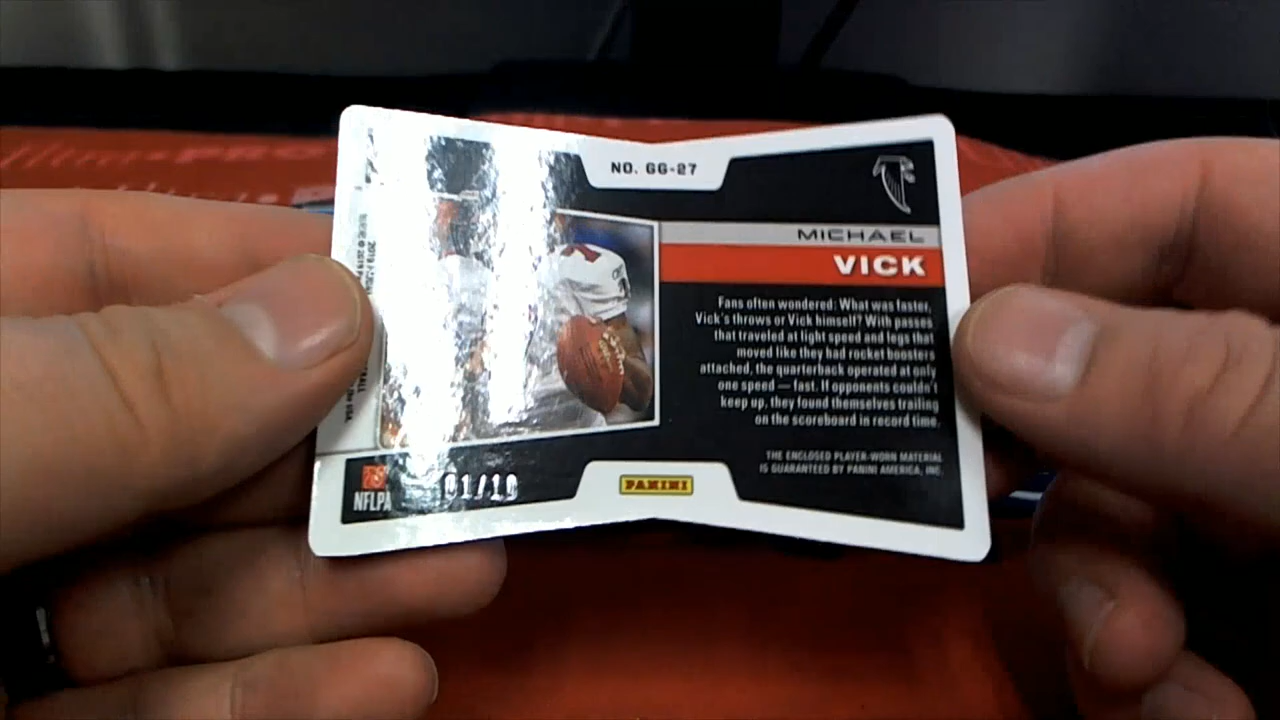 NO. GG-27
MICHAEL
VICK
Fans often wondered: What was faster,
Vick's throws or Vick himself? With passes
that traveled at light speed and legs that
moved like they had rocket boosters
attached, the quarterback operated at only
one speed — fast. If opponents couldn't
keep up, they found themselves trailing
on the scoreboard in record time.
THE ENCLOSED PLAYER-WORN MATERIAL
IS GUARANTEED BY PANINI AMERICA, INC.
NFLPA
01/10
PANINI